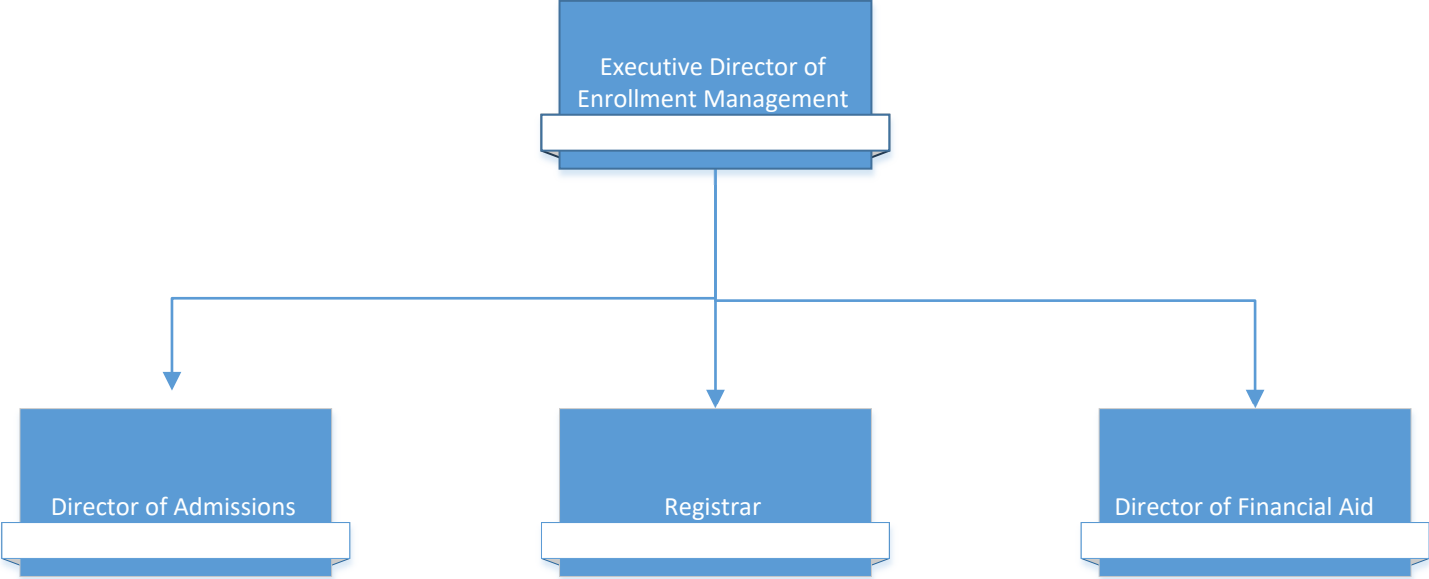 Executive Director of
Enrollment Management
Director of Admissions
Registrar
Director of Financial Aid